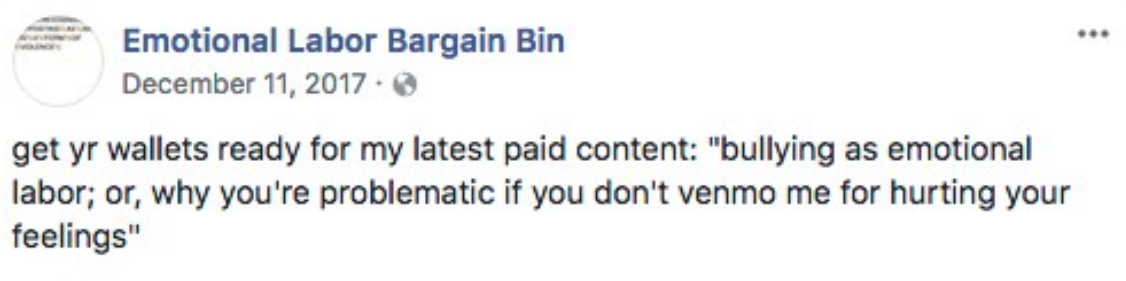 Emotional Labor Bargain Bin
December 11, 2017 ·
get yr wallets ready for my latest paid content: "bullying as emotional
labor; or, why you're problematic if you don't venmo me for hurting your
feelings"